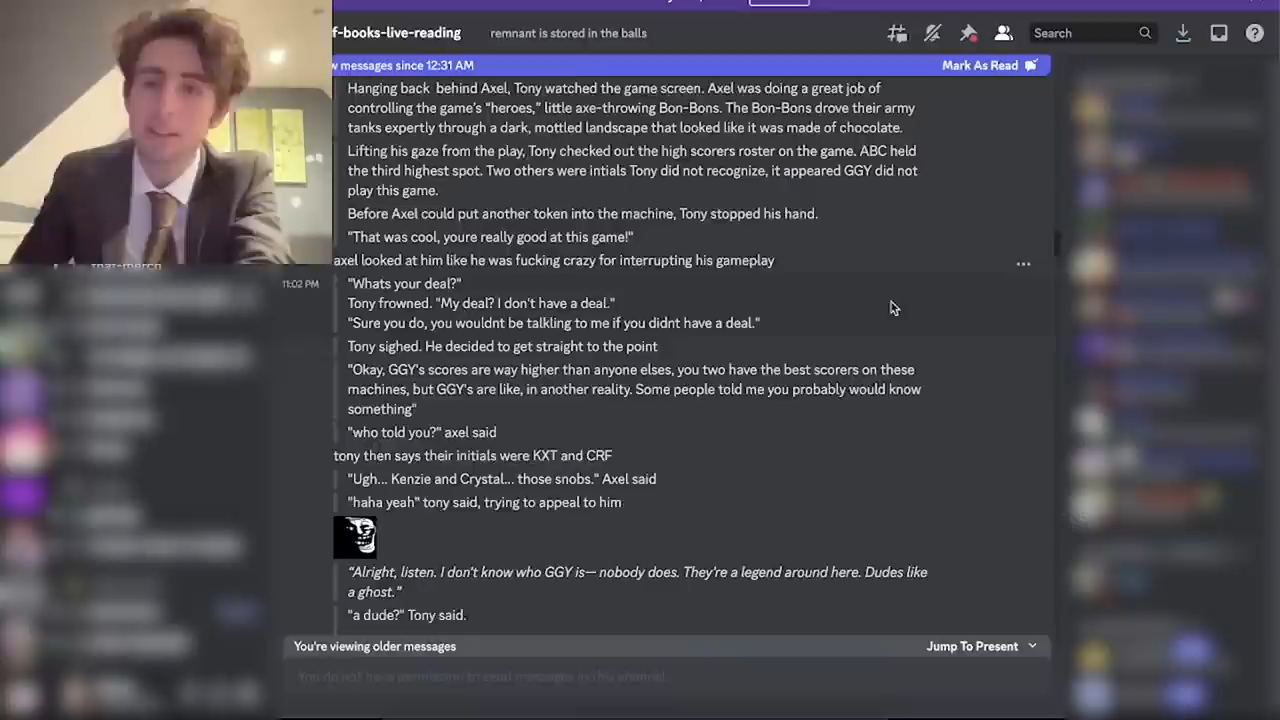 f-books-live-reading
remnant is stored in the balls
Search
w messages since 12:31 AM
Mark As Read
Hanging back behind Axel, Tony watched the game screen. Axel was doing a great job of
controlling the game's "heroes," little axe-throwing Bon-Bons. The Bon-Bons drove their army
tanks expertly through a dark, mottled landscape that looked like it was made of chocolate.
Lifting his gaze from the play, Tony checked out the high scorers roster on the game. ABC held
the third highest spot. Two others were intials Tony did not recognize, it appeared GGY did not
play this game.
Before Axel could put another token into the machine, Tony stopped his hand.
"That was cool, youre really good at this game!"
axel looked at him like he was fucking crazy for interrupting his gameplay
11:02 PM
"Whats your deal?"
Tony frowned. "My deal? I don't have a deal."
"Sure you do, you wouldnt be talkling to me if you didnt have a deal."
Tony sighed. He decided to get straight to the point
"Okay, GGY's scores are way higher than anyone elses, you two have the best scorers on these
machines, but GGY's are like, in another reality. Some people told me you probably would know
something"
"who told you?" axel said
tony then says their initials were KXT and CRF
"Ugh... Kenzie and Crystal... those snobs." Axel said
"haha yeah" tony said, trying to appeal to him
"Alright, listen. I don't know who GGY is— nobody does. They're a legend around here. Dudes like
a ghost."
"a dude?" Tony said.
You're viewing older messages
Jump To Present
You do not have permission to send messages in this channel.